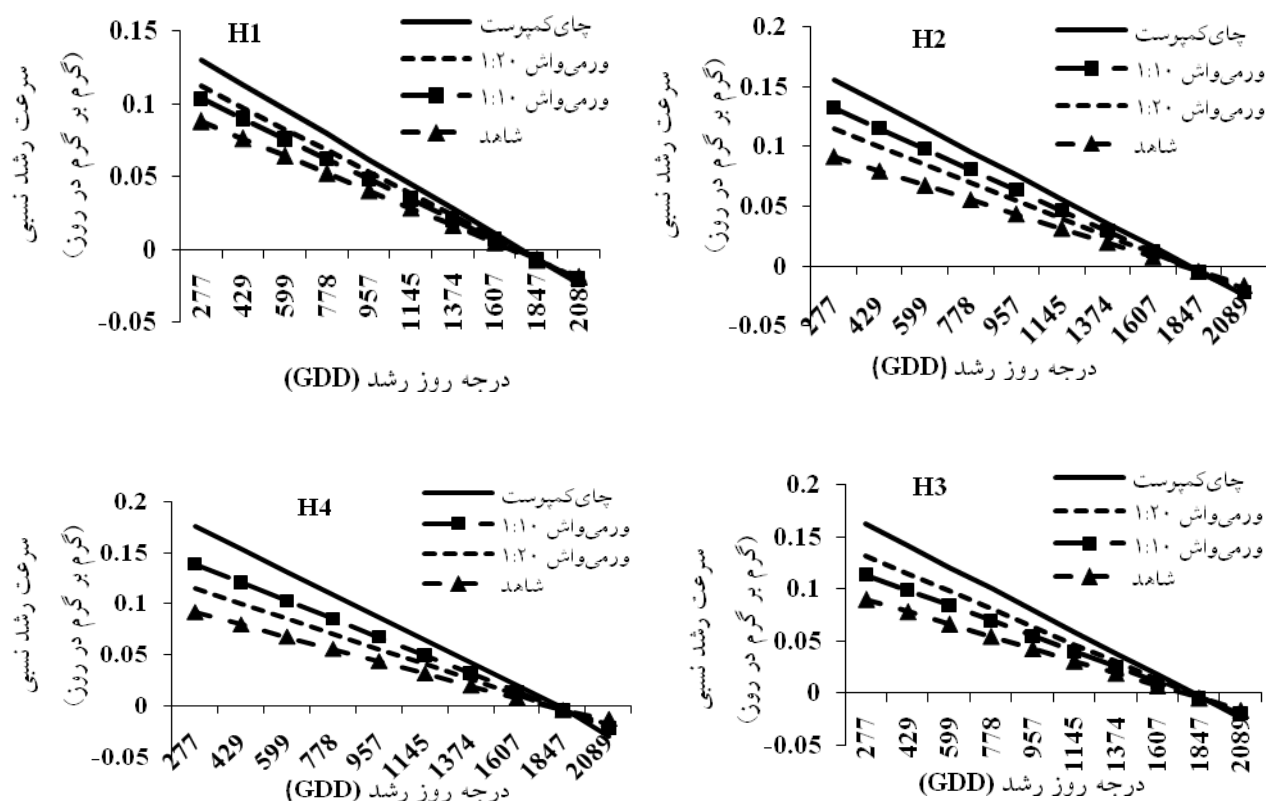 H1
چای‌کمپوست
ورمی‌واش ۱:۲۰
ورمی‌واش ۱:۱۰
شاهد
سرعت رشد نسبی
(گرم بر گرم در روز)
0.15
0.1
0.05
0
-0.05
277
429
599
778
957
1145
1374
1607
1847
2089
درجه روز رشد (GDD)
H2
چای‌کمپوست
ورمی‌واش ۱:۱۰
ورمی‌واش ۱:۲۰
شاهد
سرعت رشد نسبی
(گرم بر گرم در روز)
0.2
0.15
0.1
0.05
0
-0.05
277
429
599
778
957
1145
1374
1607
1847
2089
درجه روز رشد (GDD)
H4
چای‌کمپوست
ورمی‌واش ۱:۱۰
ورمی‌واش ۱:۲۰
شاهد
سرعت رشد نسبی
(گرم بر گرم در روز)
0.2
0.15
0.1
0.05
0
-0.05
277
429
599
778
957
1145
1374
1607
1847
2089
درجه روز رشد (GDD)
H3
چای‌کمپوست
ورمی‌واش ۱:۲۰
ورمی‌واش ۱:۱۰
شاهد
سرعت رشد نسبی
(گرم بر گرم در روز)
0.2
0.15
0.1
0.05
0
-0.05
277
429
599
778
957
1145
1374
1607
1847
2089
درجه روز رشد (GDD)